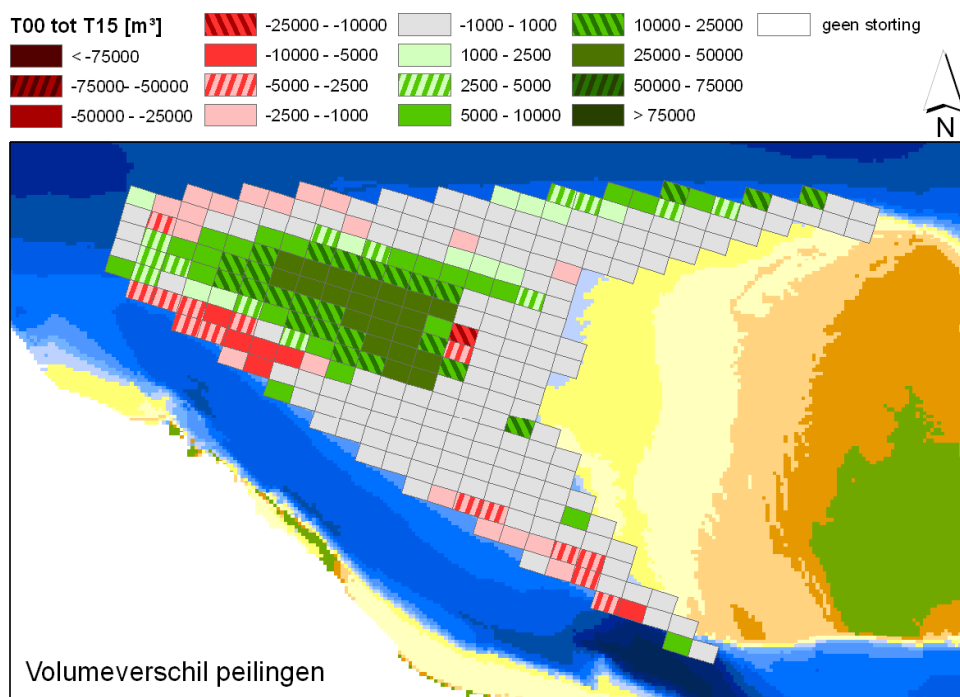 T00 tot T15 [m³]
< -75000
-75000- -50000
-50000 - -25000
-25000 - -10000
-10000 - -5000
-5000 - -2500
-2500 - -1000
-1000 - 1000
1000 - 2500
2500 - 5000
5000 - 10000
10000 - 25000
25000 - 50000
50000 - 75000
> 75000
geen storting
N
Volumeverschil peilingen